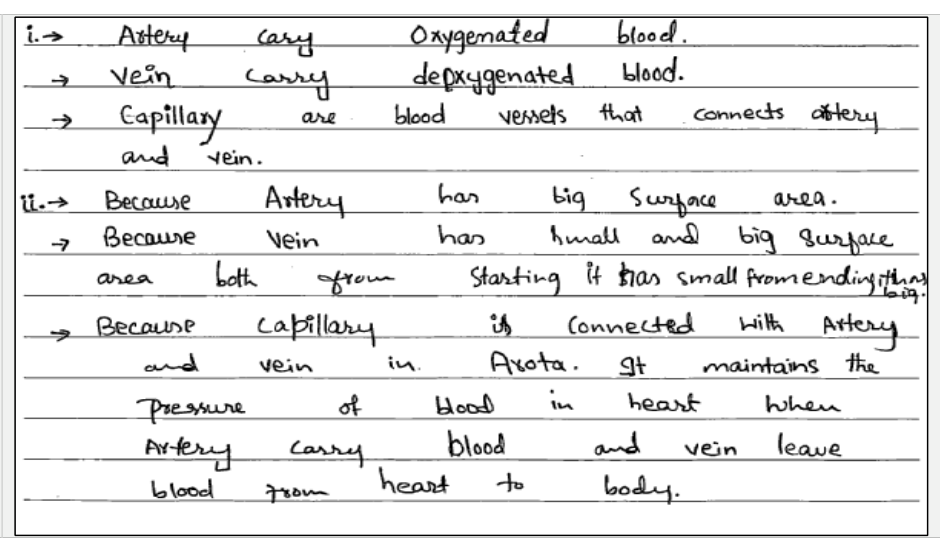 i.→ Artery cary Oxygenated blood.
→ Vein carry depxygenated blood.
→ Capillary are blood vessels that connects artery
and vein.
ii.→ Because Artery has big Surface area.
→ Because Vein has small and big Surface
area both from Starting it has small from ending it has
big.
→ Because Capillary is Connected with Artery
and vein in. Arota. It maintains the
Pressure of blood in heart when
Artery carry blood and vein leave
blood from heart to body.